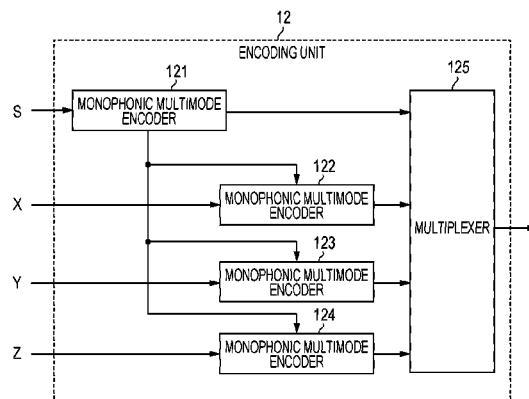 12
ENCODING UNIT
121
125
S
MONOPHONIC MULTIMODE
ENCODER
122
X
MONOPHONIC MULTIMODE
ENCODER
MULTIPLEXER
123
Y
MONOPHONIC MULTIMODE
ENCODER
124
Z
MONOPHONIC MULTIMODE
ENCODER